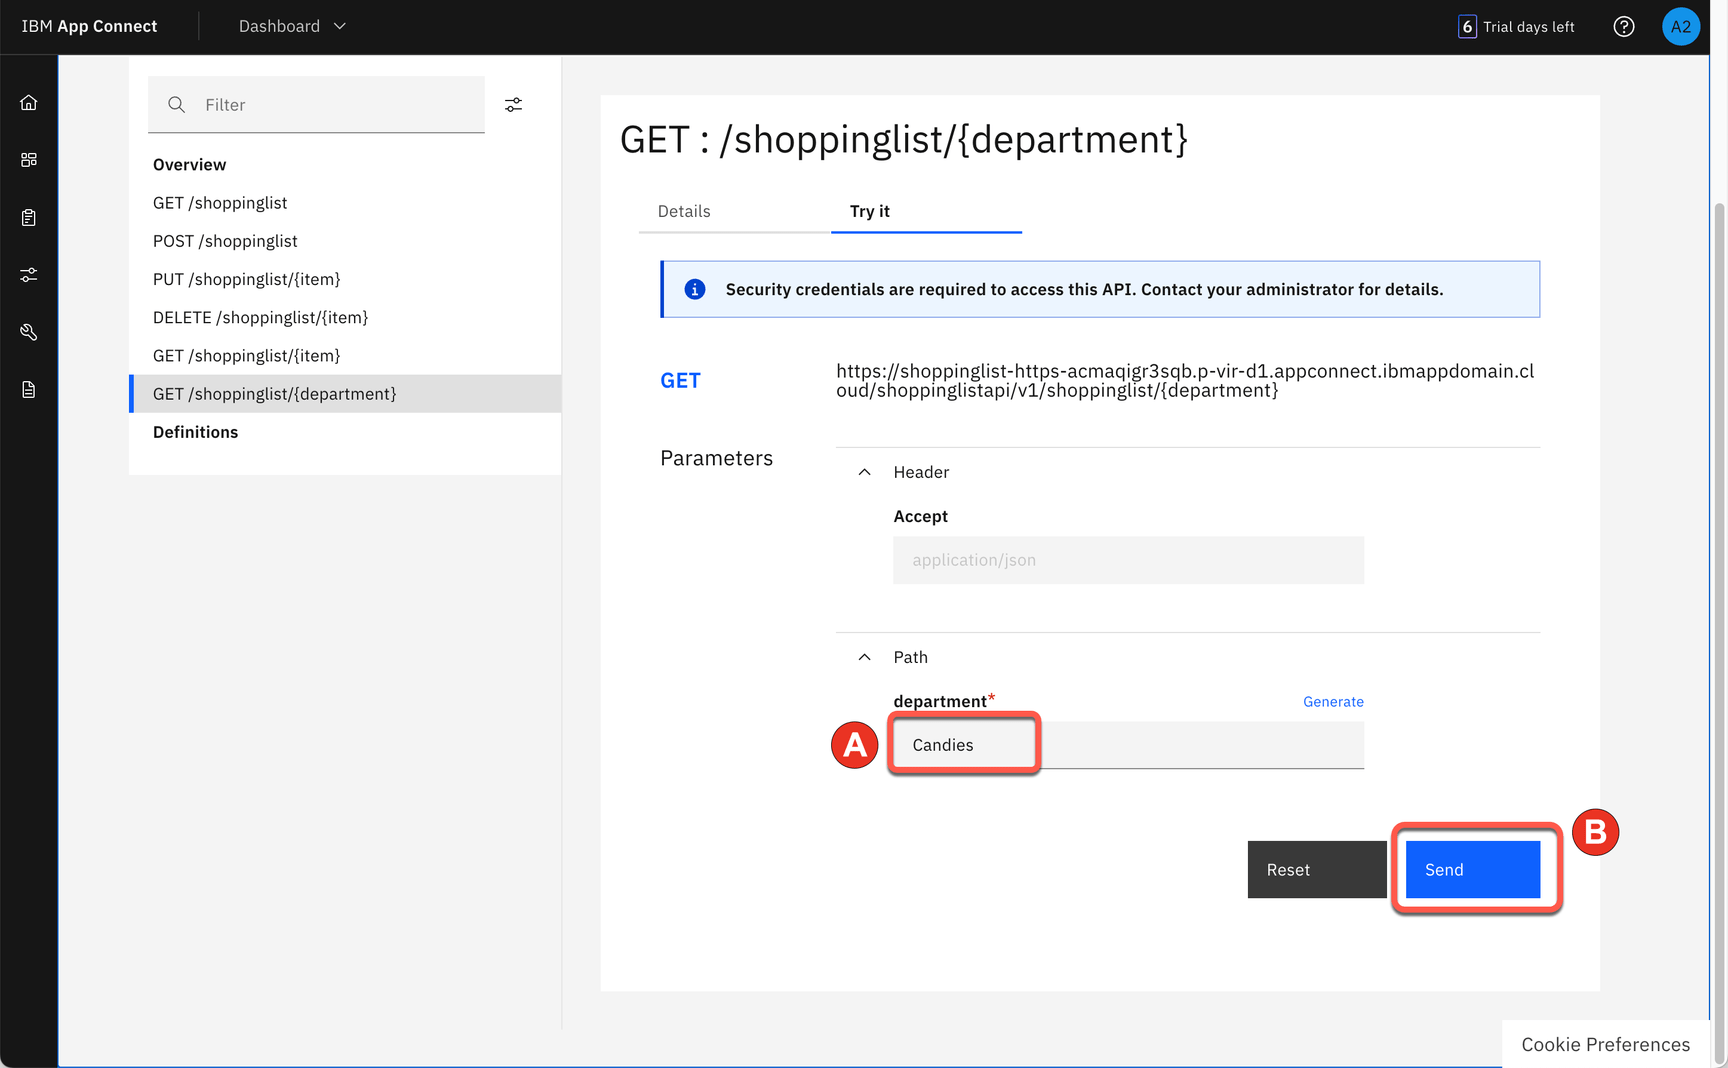 IBM App Connect
Dashboard
6 Trial days left
A2
Filter
Overview
GET /shoppinglist
POST /shoppinglist
PUT /shoppinglist/{item}
DELETE /shoppinglist/{item}
GET /shoppinglist/{item}
GET /shoppinglist/{department}
Definitions
GET : /shoppinglist/{department}
Details
Try it
Security credentials are required to access this API. Contact your administrator for details.
GET
https://shoppinglist-https-acmaqigr3sqb.p-vir-d1.appconnect.ibmappdomain.cl
oud/shoppinglistapi/v1/shoppinglist/{department}
Parameters
Header
Accept
application/json
Path
department*
Generate
A
Candies
B
Reset
Send
Cookie Preferences